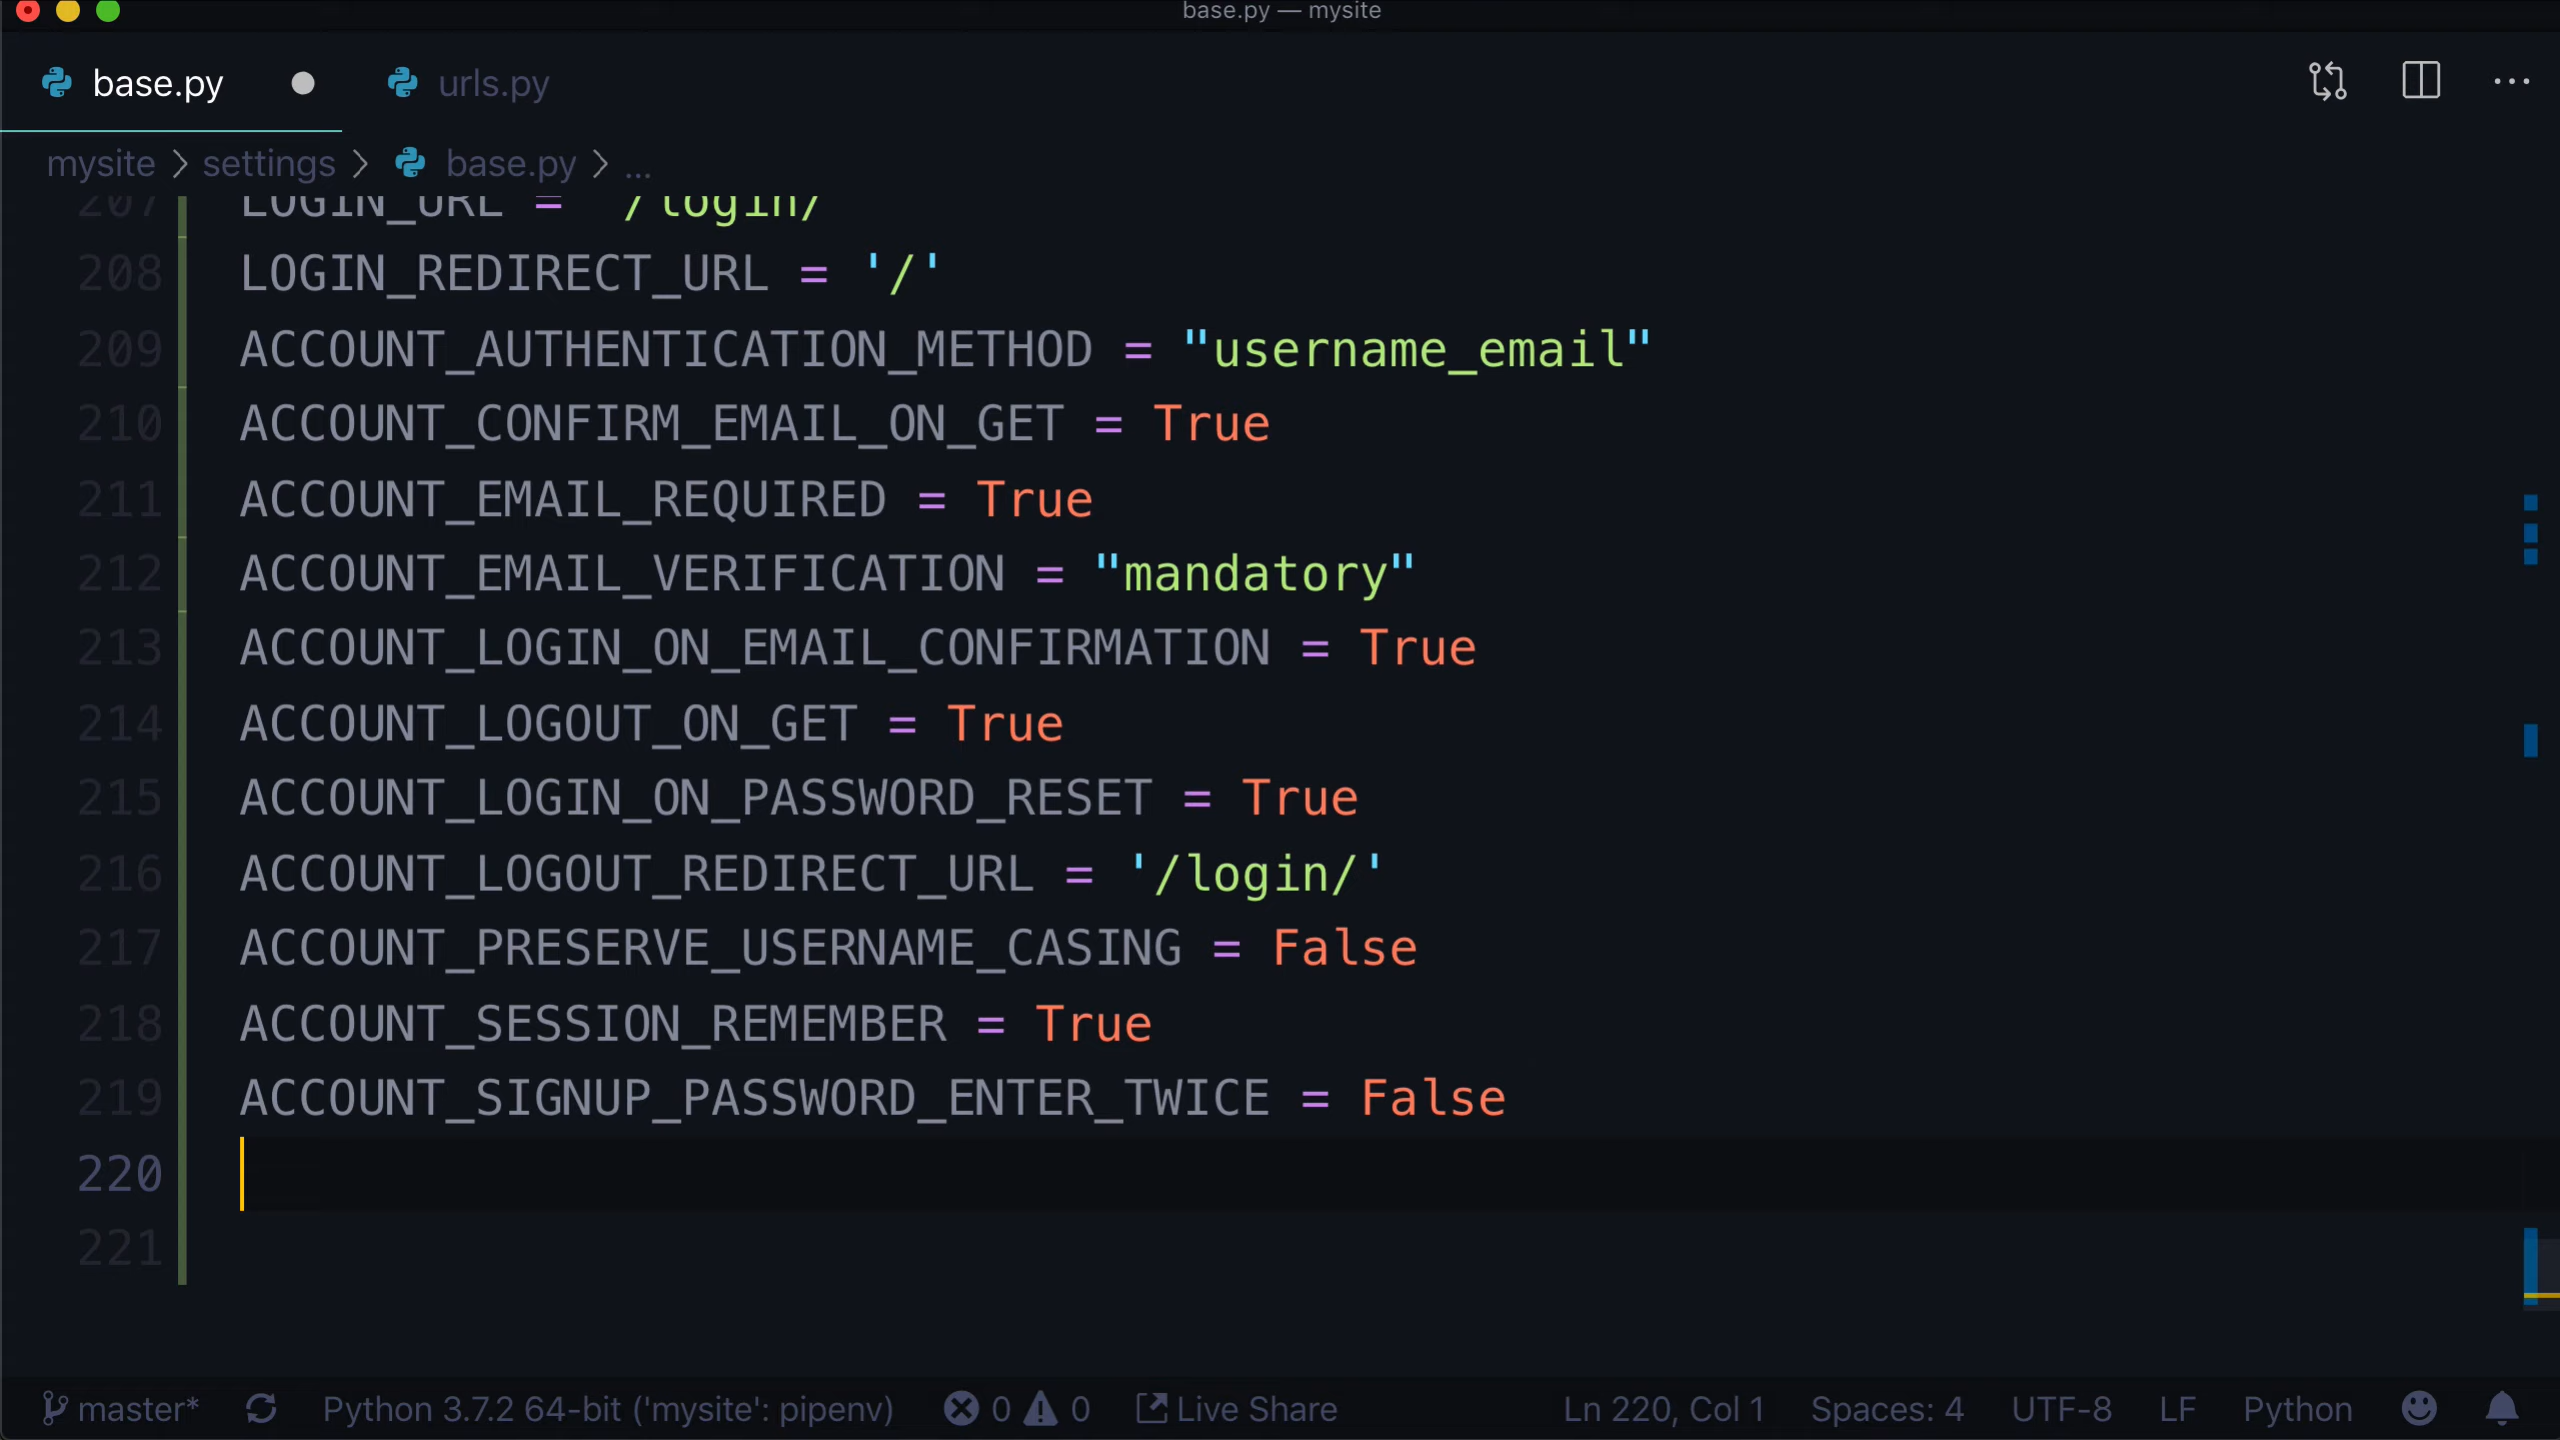 base.py — mysite
base.py urls.py
mysite > settings > base.py > ...
207 LOGIN_URL = '/login/'
208 LOGIN_REDIRECT_URL = '/'
209 ACCOUNT_AUTHENTICATION_METHOD = "username_email"
210 ACCOUNT_CONFIRM_EMAIL_ON_GET = True
211 ACCOUNT_EMAIL_REQUIRED = True
212 ACCOUNT_EMAIL_VERIFICATION = "mandatory"
213 ACCOUNT_LOGIN_ON_EMAIL_CONFIRMATION = True
214 ACCOUNT_LOGOUT_ON_GET = True
215 ACCOUNT_LOGIN_ON_PASSWORD_RESET = True
216 ACCOUNT_LOGOUT_REDIRECT_URL = '/login/'
217 ACCOUNT_PRESERVE_USERNAME_CASING = False
218 ACCOUNT_SESSION_REMEMBER = True
219 ACCOUNT_SIGNUP_PASSWORD_ENTER_TWICE = False
220
221
master* Python 3.7.2 64-bit ('mysite': pipenv) 0 0 Live Share Ln 220, Col 1 Spaces: 4 UTF-8 LF Python